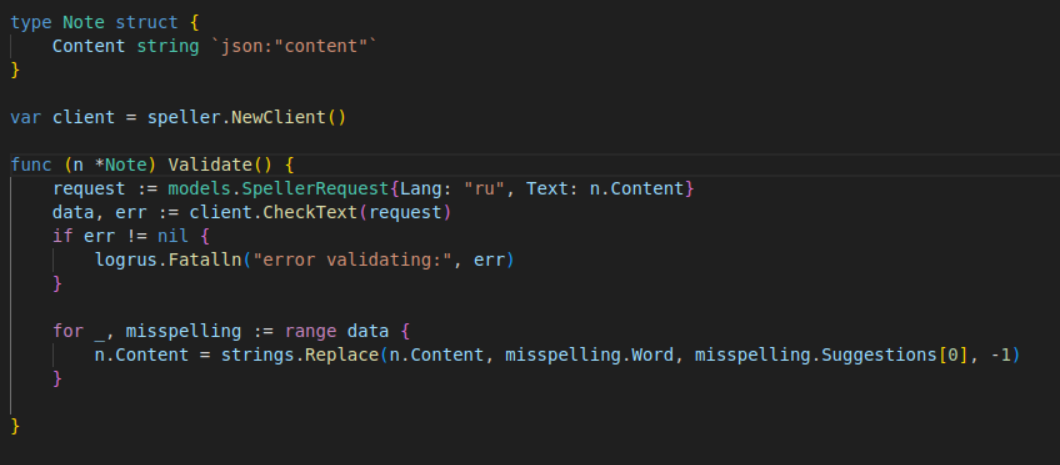 type Note struct {
    Content string `json:"content"`
}
var client = speller.NewClient()
func (n *Note) Validate() {
    request := models.SpellerRequest{Lang: "ru", Text: n.Content}
    data, err := client.CheckText(request)
    if err != nil {
        logrus.Fatalln("error validating:", err)
    }
    for _, misspelling := range data {
        n.Content = strings.Replace(n.Content, misspelling.Word, misspelling.Suggestions[0], -1)
    }
}